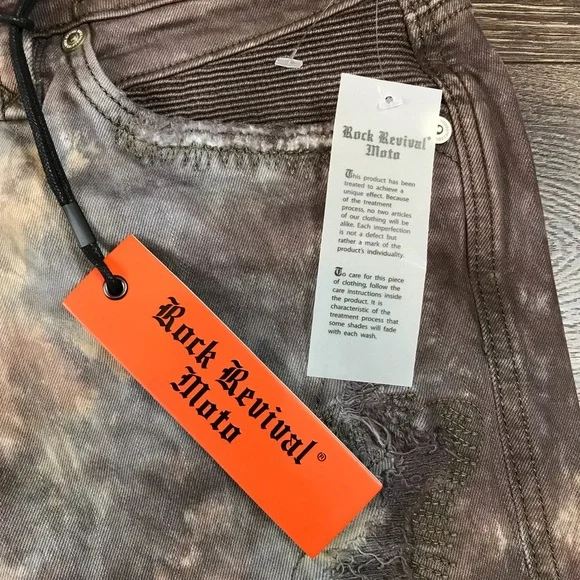 Rock Revival®
Moto
This product has been
treated to achieve a
unique effect. Because
of the treatment
process, no two articles
of our clothing will be
alike. Each imperfection
is not a defect but
rather a mark of the
product's individuality.
To care for this piece
of clothing, follow the
care instructions inside
the product. It is
characteristic of the
treatment process that
some shades will fade
with each wash.
Rock Revival®
Moto